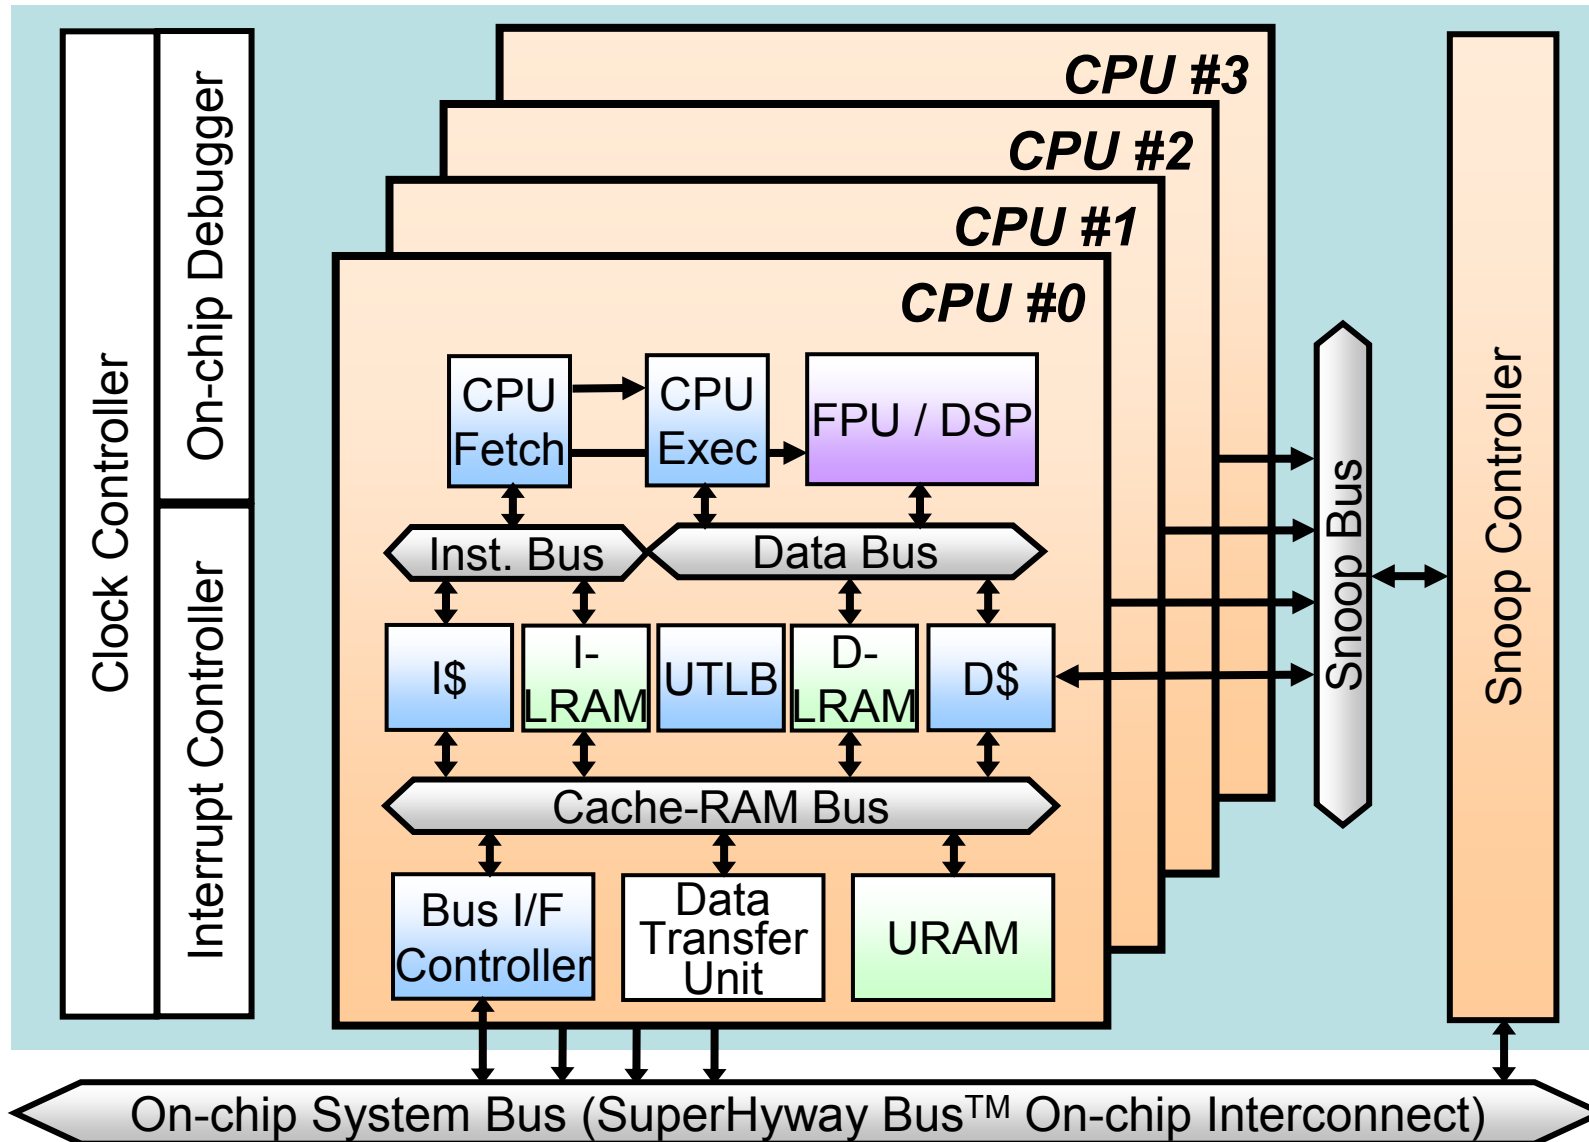 Clock Controller
On-chip Debugger
Interrupt Controller
CPU #3
CPU #2
CPU #1
CPU #0
CPU
Fetch
CPU
Exec
FPU / DSP
Inst. Bus
Data Bus
I$
I-
LRAM
UTLB
D-
LRAM
D$
Cache-RAM Bus
Bus I/F
Controller
Data
Transfer
Unit
URAM
Snoop Bus
Snoop Controller
On-chip System Bus (SuperHyway Bus™ On-chip Interconnect)